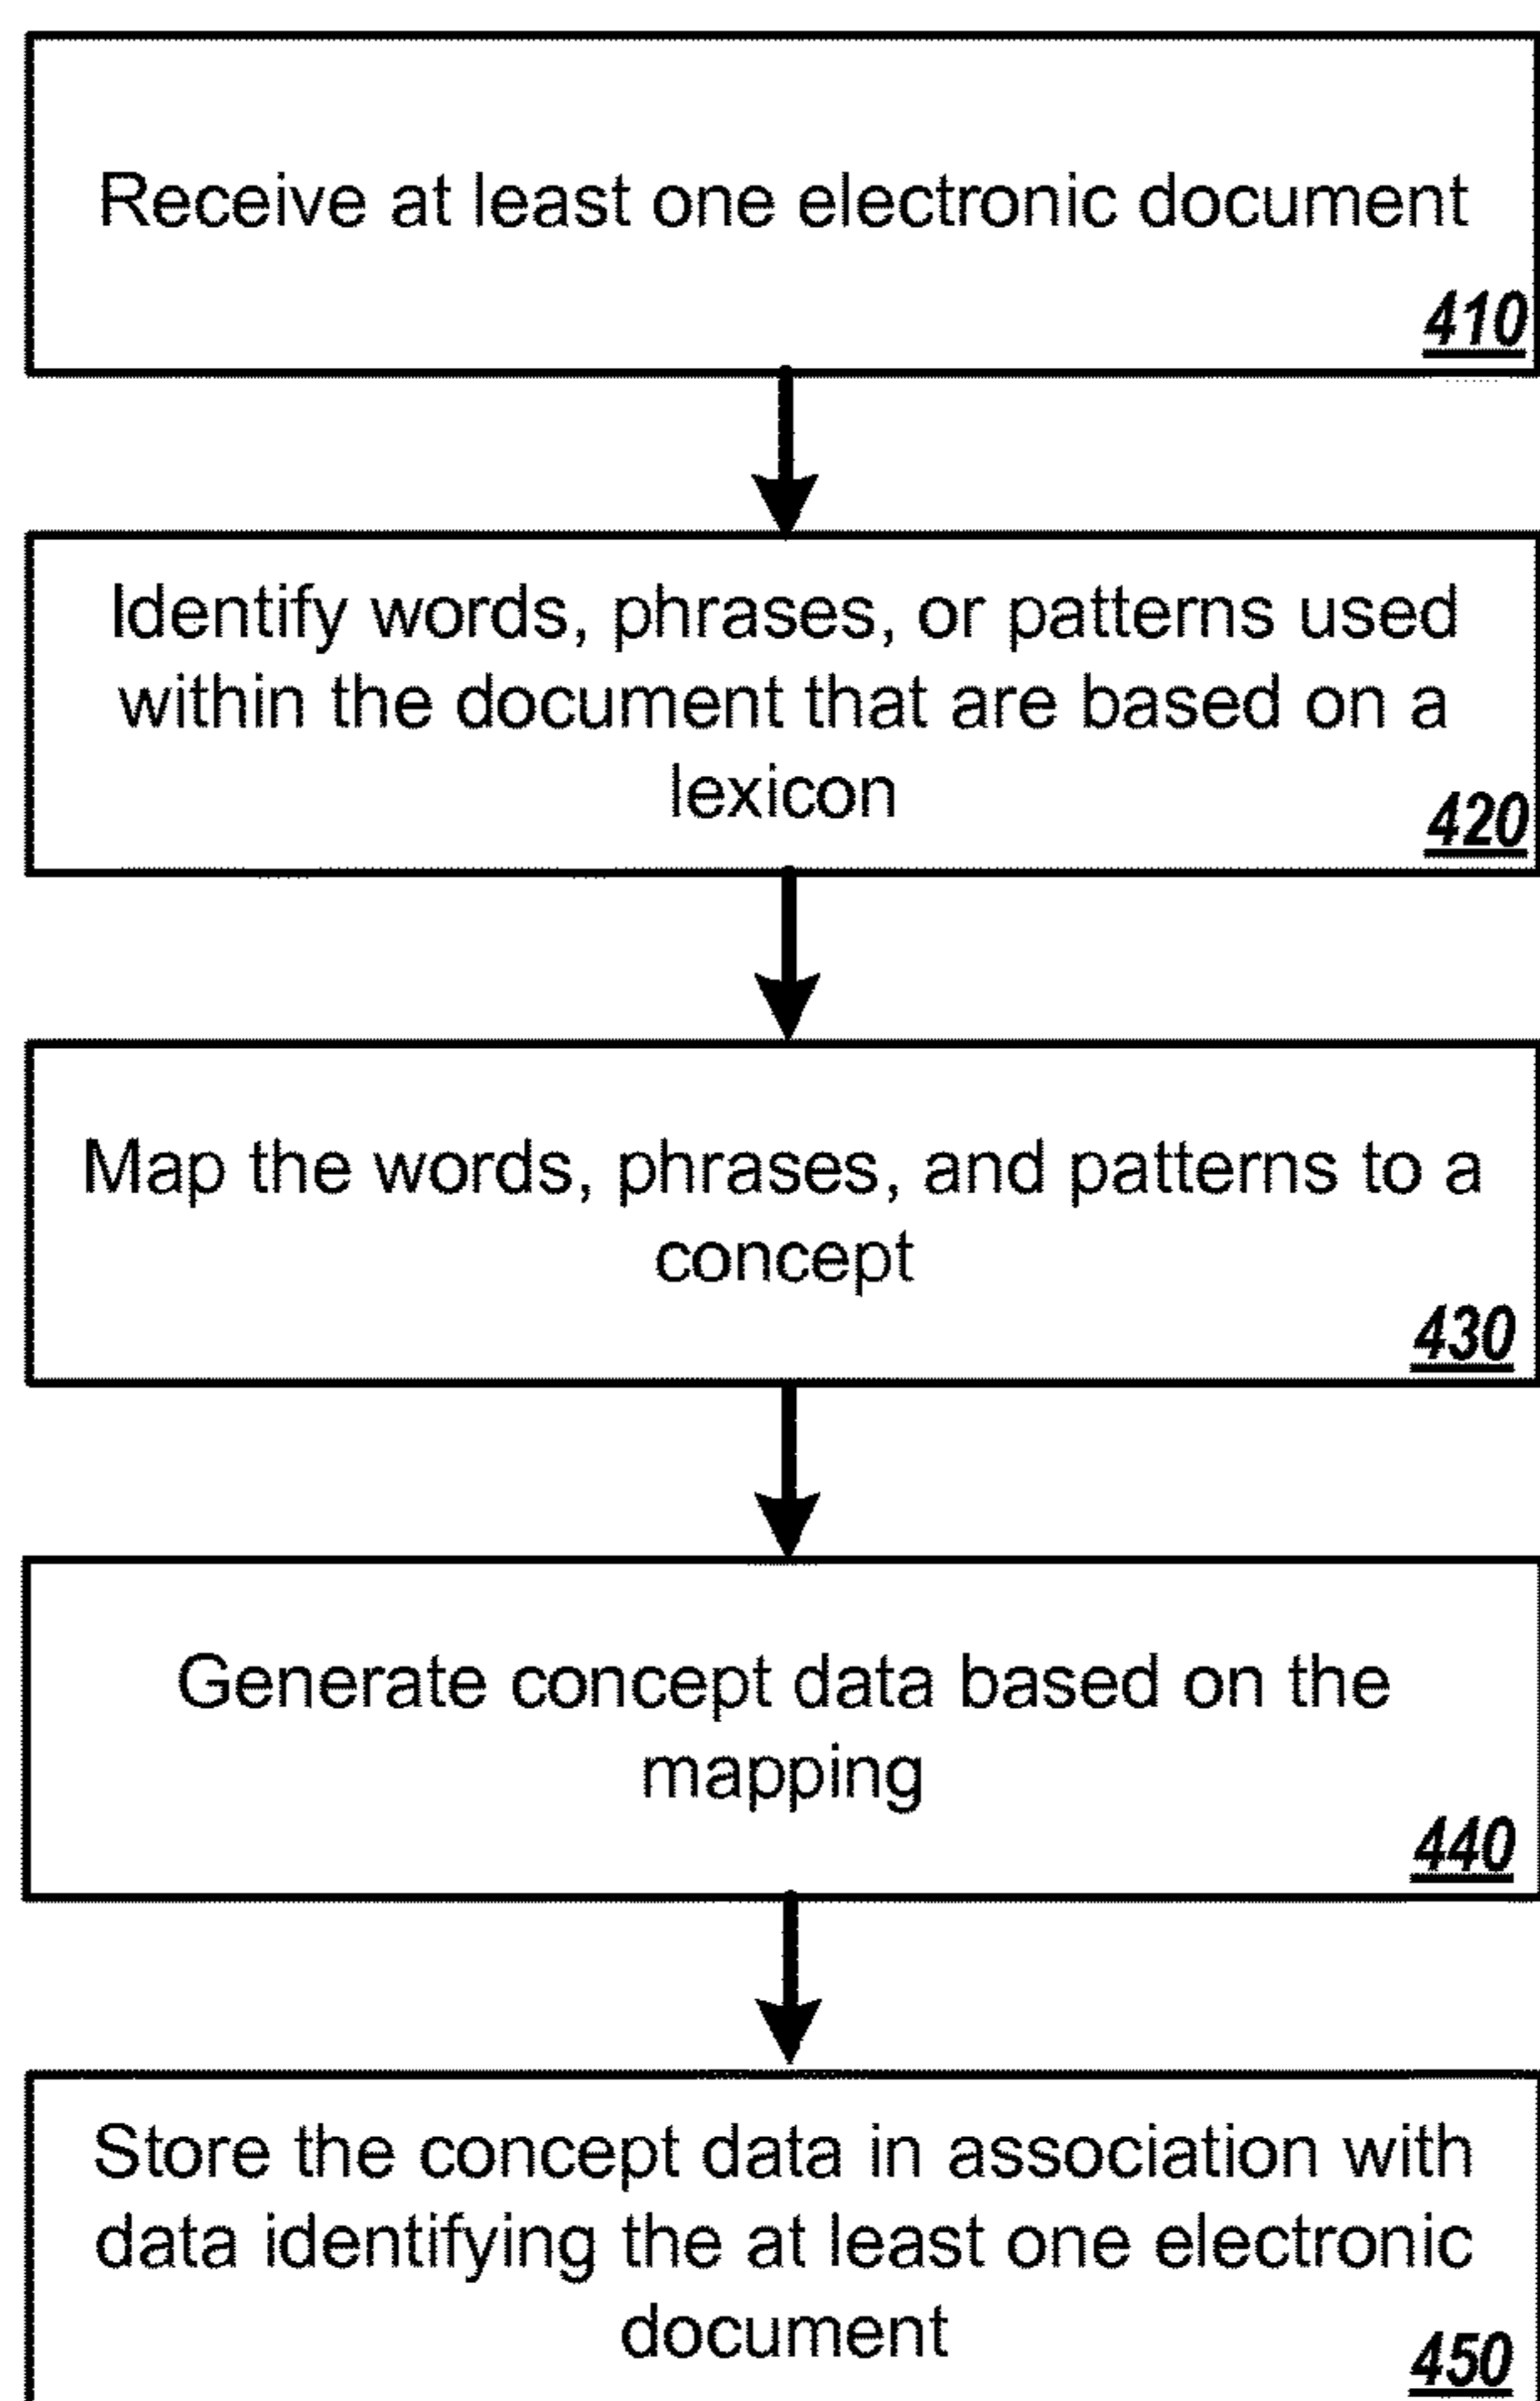 Receive at least one electronic document
410
Identify words, phrases, or patterns used
within the document that are based on a
lexicon
420
Map the words, phrases, and patterns to a
concept
430
Generate concept data based on the
mapping
440
Store the concept data in association with
data identifying the at least one electronic
document
450